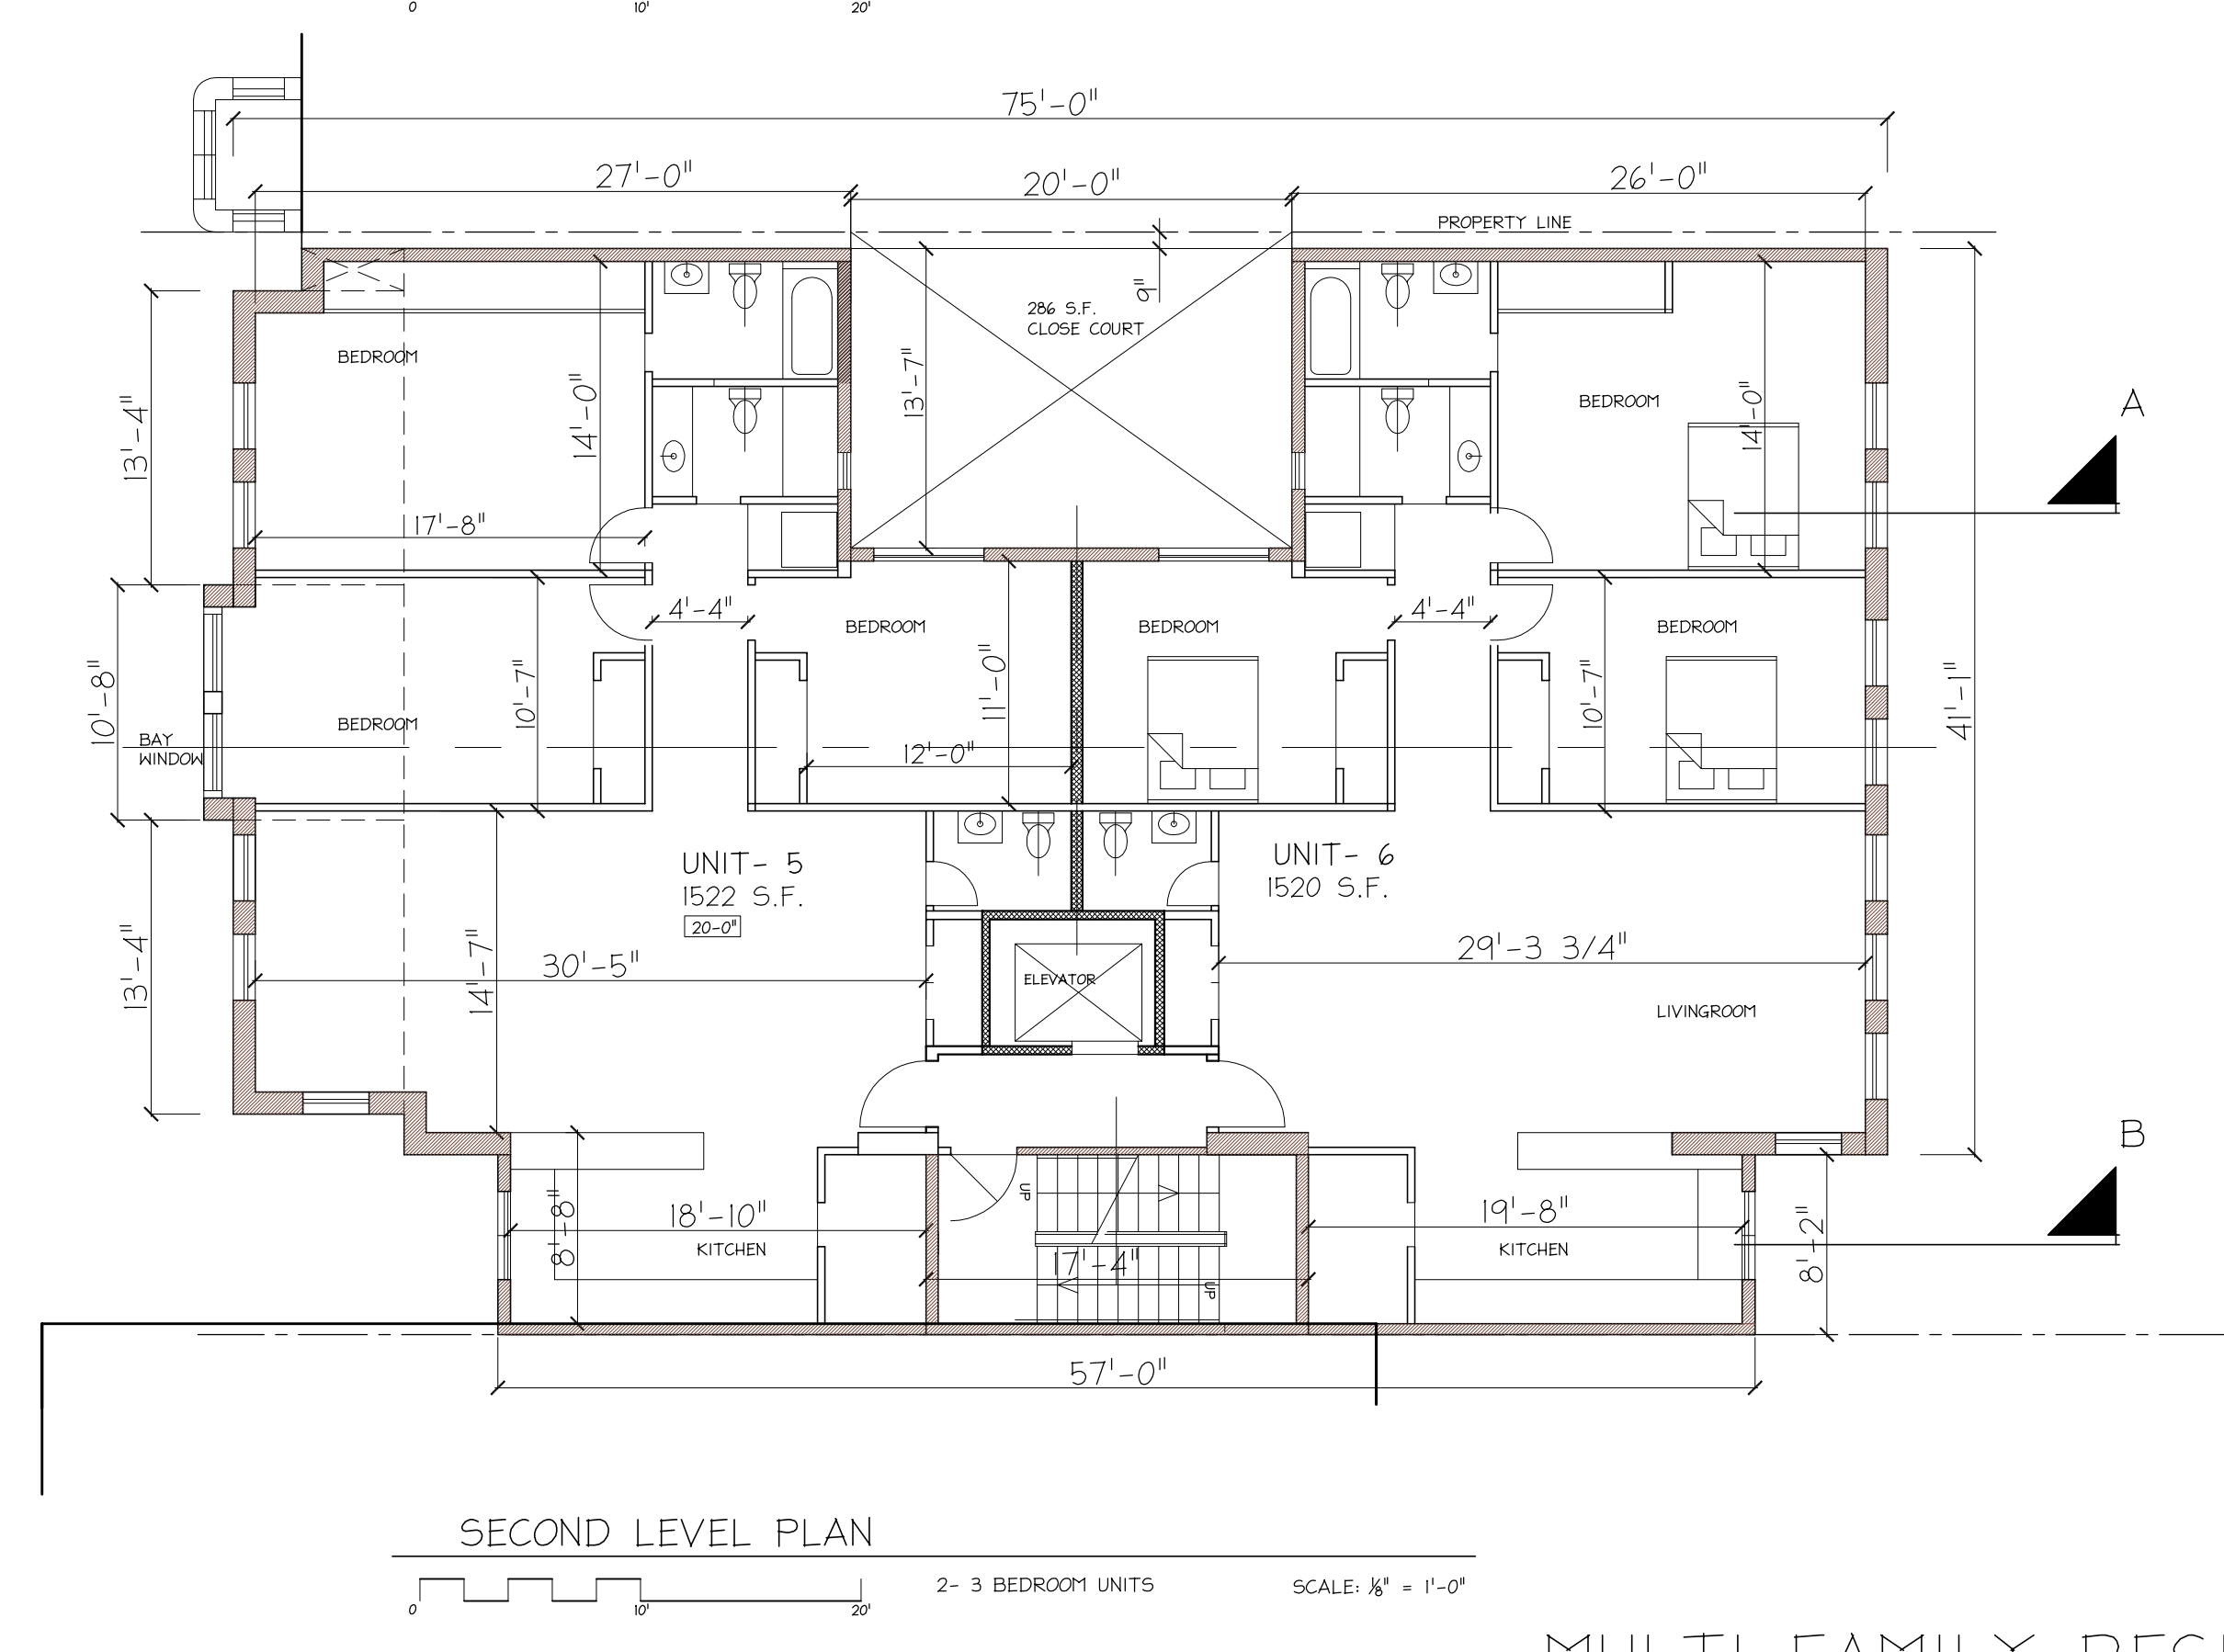 0 10' 20'
75'-0"
27'-0" 20'-0" 26'-0"
PROPERTY LINE
9"
286 S.F.
CLOSE COURT
BEDROOM
13'-7"
14'-0"
14'-0"
BEDROOM
A
13'-4"
17'-8"
4'-4" 4'-4"
BEDROOM BEDROOM BEDROOM
10'-8"
10'-7"
11'-0"
10'-7"
41'-1"
BEDROOM
BAY
WINDOW
12'-0"
UNIT- 5
1522 S.F.
20-0"
UNIT- 6
1520 S.F.
13'-4"
14'-7"
30'-5"
29'-3 3/4"
ELEVATOR
LIVINGROOM
B
UP
8'-8"
18'-10"
KITCHEN
17'-4"
UP
19'-8"
KITCHEN
8'-2"
57'-0"
SECOND LEVEL PLAN
2- 3 BEDROOM UNITS SCALE: ⅛" = 1'-0"
0 10' 20'